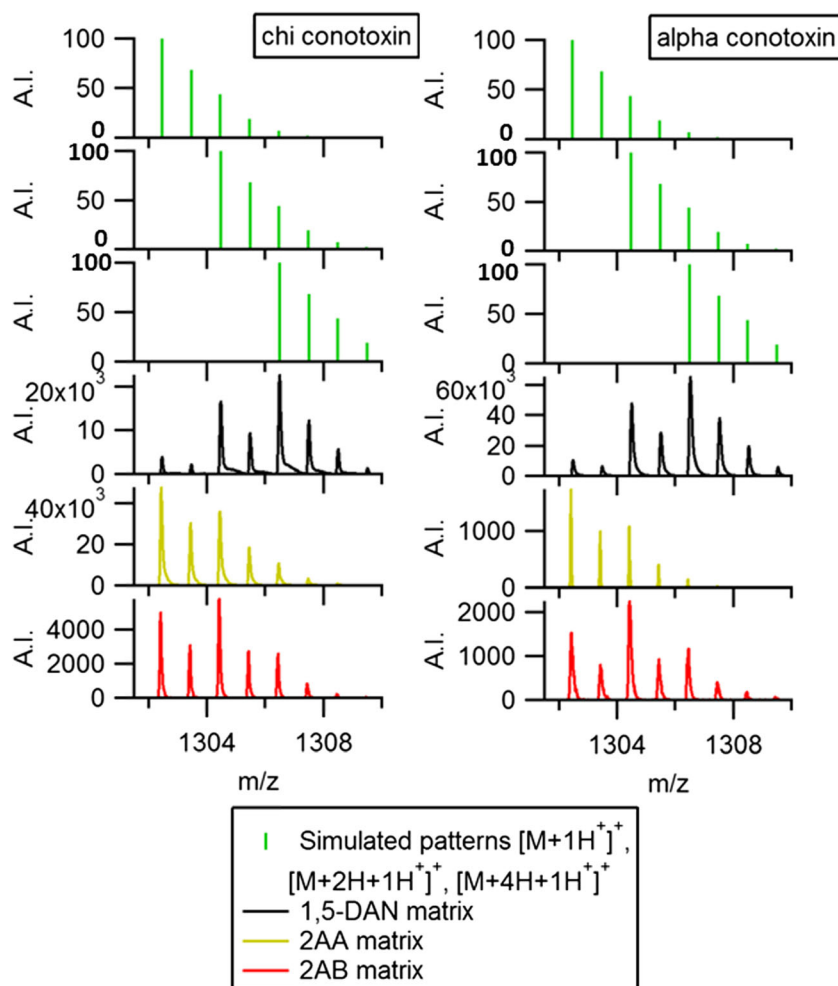 chi conotoxin
100
50
0
A.I.
100
50
0
A.I.
100
50
0
A.I.
20x10³
10
0
A.I.
40x10³
20
0
A.I.
4000
2000
0
A.I.
1304 1308
m/z
alpha conotoxin
100
50
0
A.I.
100
50
0
A.I.
100
50
0
A.I.
60x10³
40
20
0
A.I.
1000
0
A.I.
2000
1000
0
A.I.
1304 1308
m/z
Simulated patterns [M+1H⁺]⁺,
[M+2H+1H⁺]⁺, [M+4H+1H⁺]⁺
1,5-DAN matrix
2AA matrix
2AB matrix